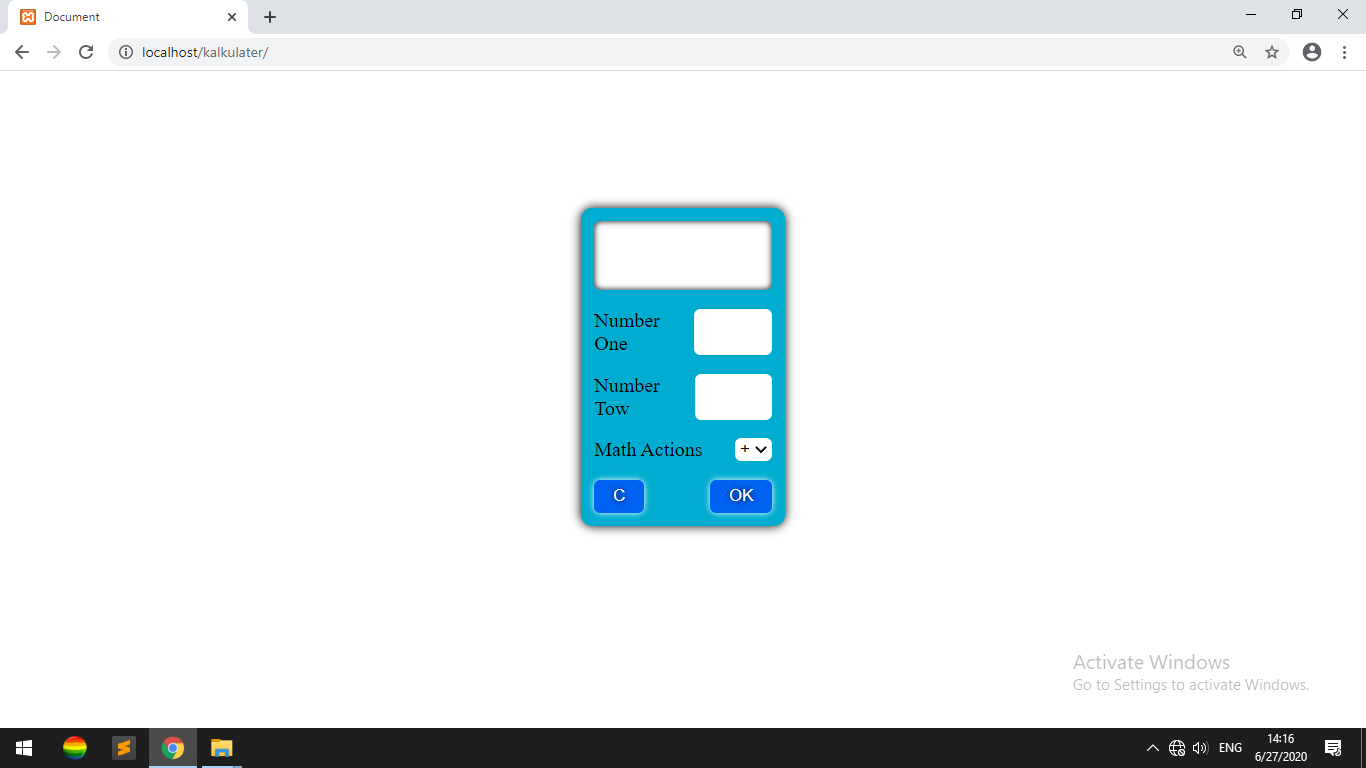 Document
localhost/kalkulater/
Number
One
Number
Tow
Math Actions
+
C
OK
Activate Windows
Go to Settings to activate Windows.
ENG
14:16
6/27/2020